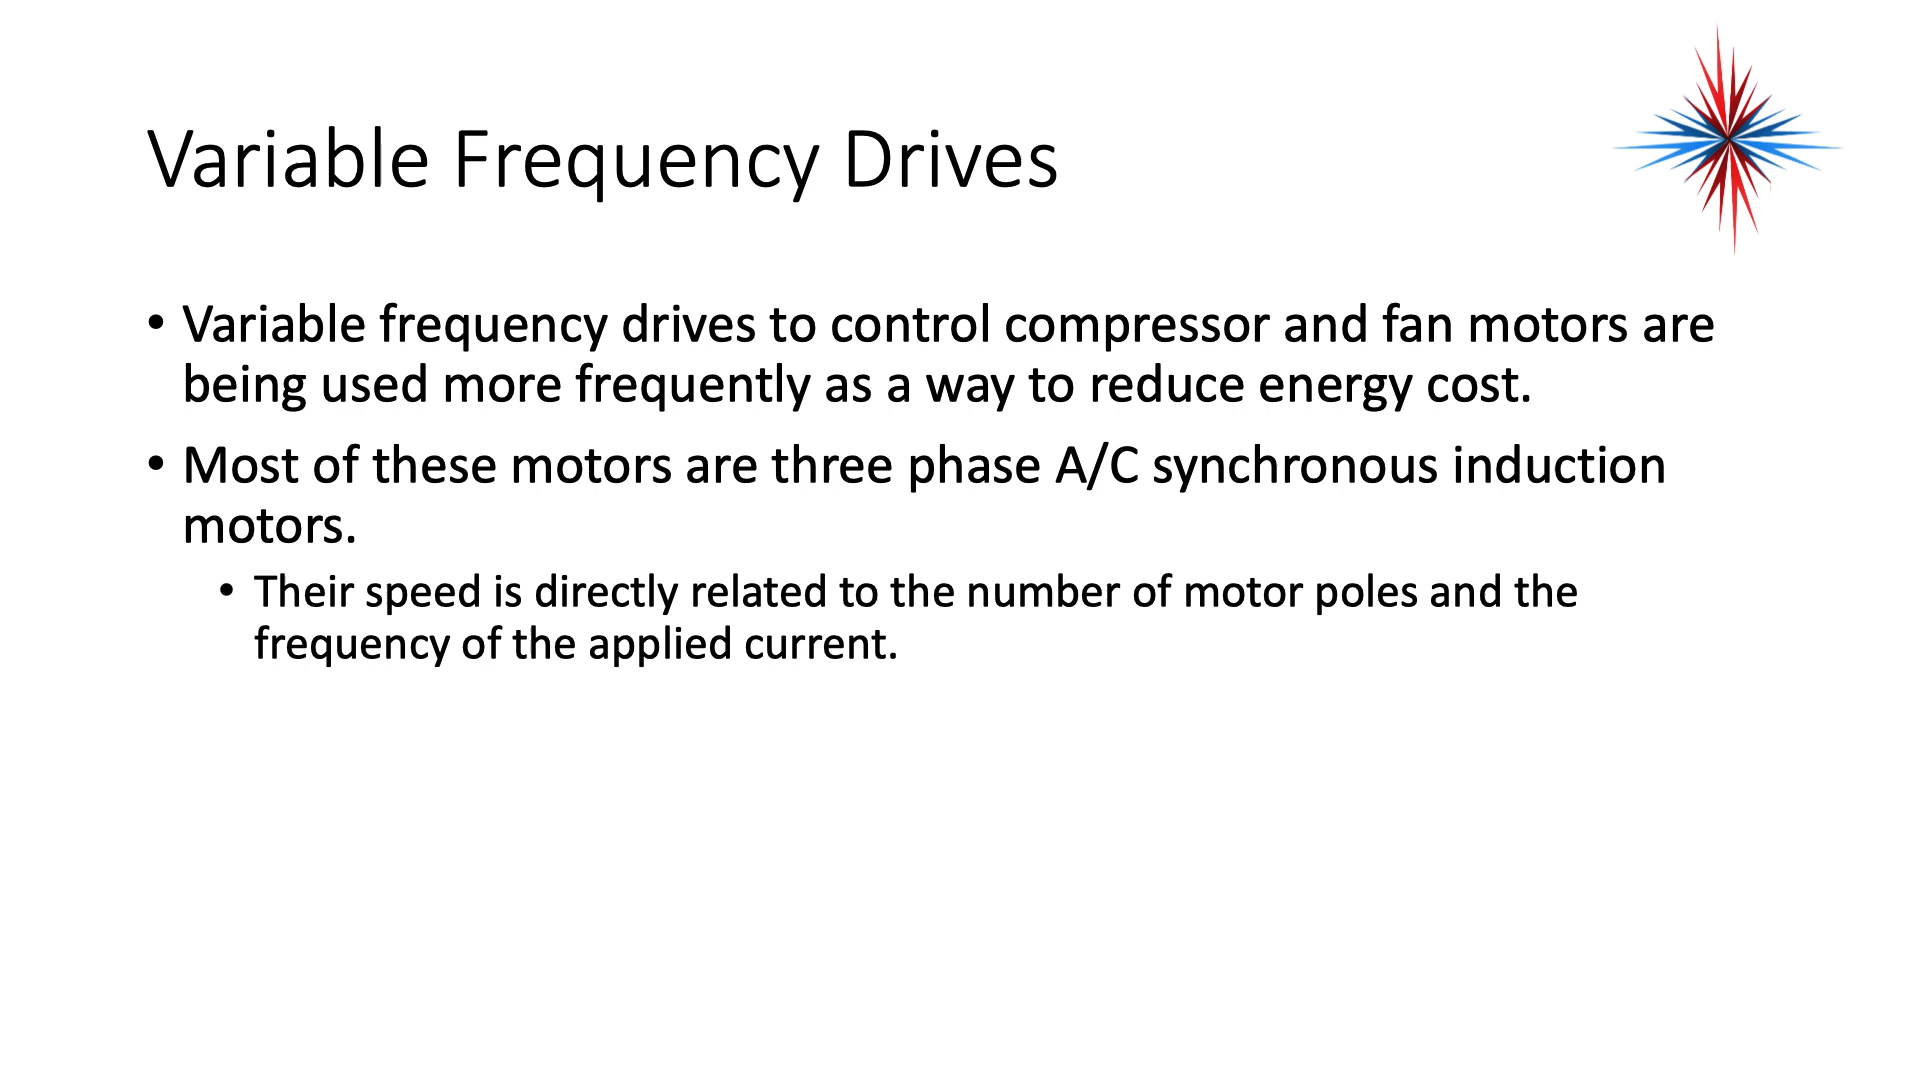 Variable Frequency Drives
• Variable frequency drives to control compressor and fan motors are
being used more frequently as a way to reduce energy cost.
• Most of these motors are three phase A/C synchronous induction
motors.
• Their speed is directly related to the number of motor poles and the
frequency of the applied current.